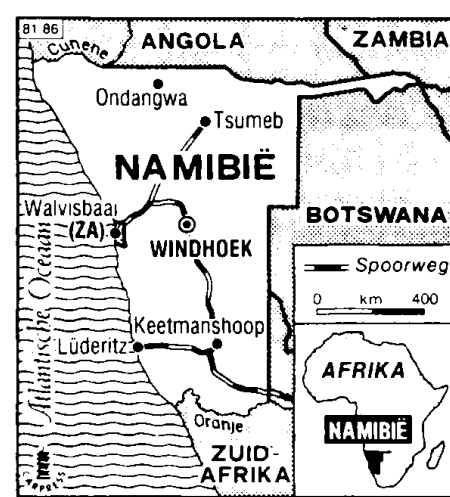 81 86
Cunene
ANGOLA
ZAMBIA
Ondangwa
Tsumeb
NAMIBIË
Walvisbaai
(ZA)
WINDHOEK
BOTSWANA
Spoorweg
0 km 400
Keetmanshoop
Lüderitz
Atlantische Oceaan
AFRIKA
NAMIBIË
Oranje
ZUID-
AFRIKA
CARPRESS